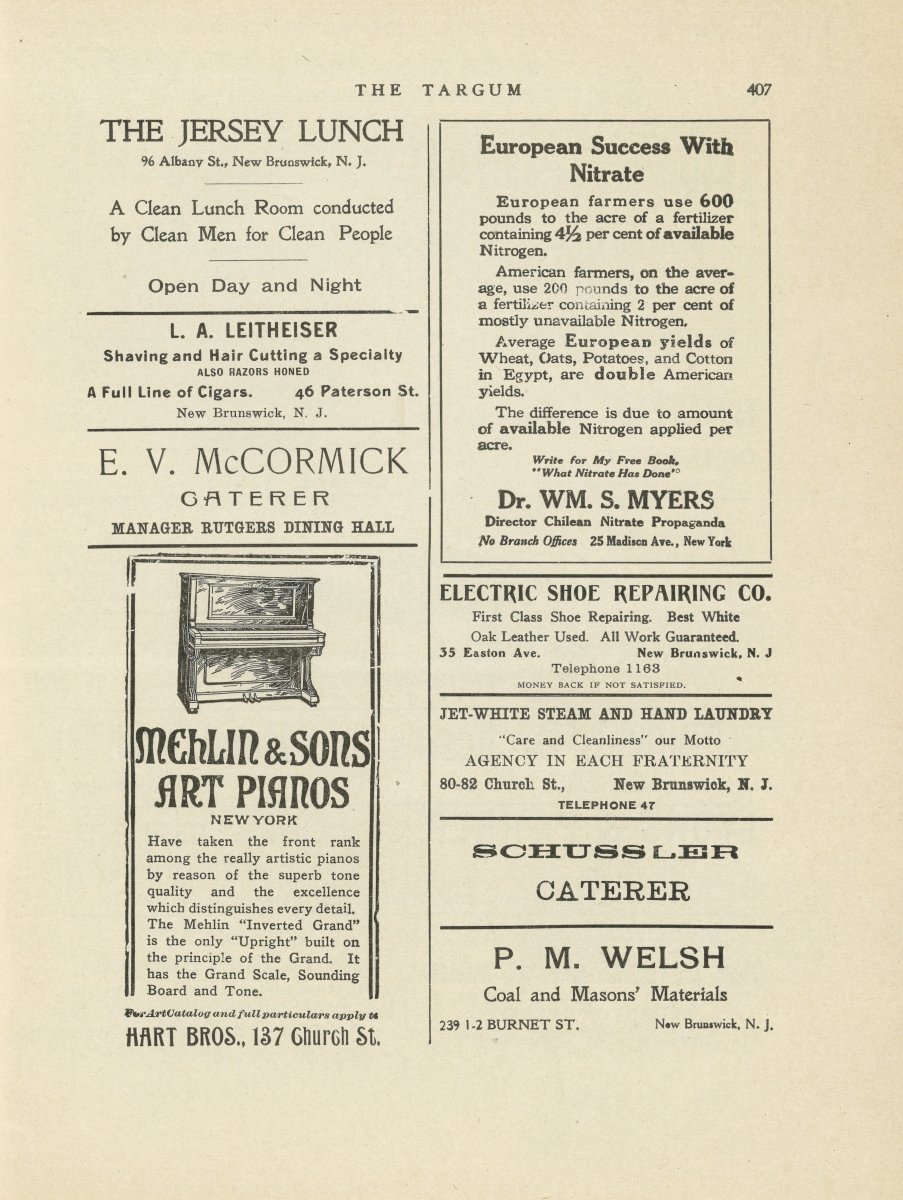 THE TARGUM
407
THE JERSEY LUNCH
96 Albany St., New Brunswick, N. J.
A Clean Lunch Room conducted
by Clean Men for Clean People
Open Day and Night
L. A. LEITHEISER
Shaving and Hair Cutting a Specialty
ALSO RAZORS HONED
A Full Line of Cigars. 46 Paterson St.
New Brunswick, N. J.
E. V. McCORMICK
CATERER
MANAGER RUTGERS DINING HALL
MEHLIN & SONS
ART PIANOS
NEW YORK
Have taken the front rank
among the really artistic pianos
by reason of the superb tone
quality and the excellence
which distinguishes every detail.
The Mehlin "Inverted Grand"
is the only "Upright" built on
the principle of the Grand. It
has the Grand Scale, Sounding
Board and Tone.
For Art Catalog and full particulars apply to
HART BROS., 137 Church St.
European Success With
Nitrate
European farmers use 600
pounds to the acre of a fertilizer
containing 4½ per cent of available
Nitrogen.
American farmers, on the aver-
age, use 200 pounds to the acre of
a fertilizer containing 2 per cent of
mostly unavailable Nitrogen.
Average European yields of
Wheat, Oats, Potatoes, and Cotton
in Egypt, are double American
yields.
The difference is due to amount
of available Nitrogen applied per
acre.
Write for My Free Book,
"What Nitrate Has Done"
Dr. WM. S. MYERS
Director Chilean Nitrate Propaganda
No Branch Offices 25 Madison Ave., New York
ELECTRIC SHOE REPAIRING CO.
First Class Shoe Repairing. Best White
Oak Leather Used. All Work Guaranteed.
35 Easton Ave. New Brunswick, N. J
Telephone 1163
MONEY BACK IF NOT SATISFIED.
JET-WHITE STEAM AND HAND LAUNDRY
"Care and Cleanliness" our Motto
AGENCY IN EACH FRATERNITY
80-82 Church St., New Brunswick, N. J.
TELEPHONE 47
SCHUSSLER
CATERER
P. M. WELSH
Coal and Masons' Materials
239 1-2 BURNET ST. New Brunswick, N. J.